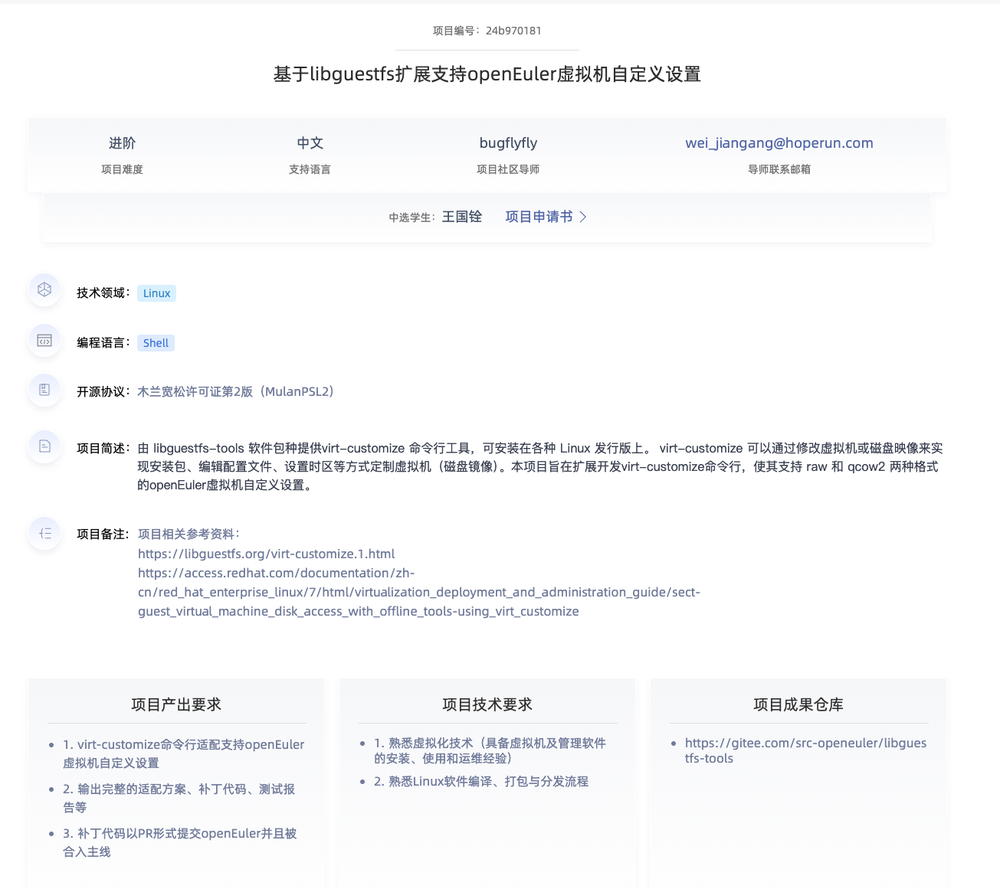 项目编号：24b970181
基于libguestfs扩展支持openEuler虚拟机自定义设置
进阶
项目难度
中文
支持语言
bugflyfly
项目社区导师
wei_jiangang@hoperun.com
导师联系邮箱
中选学生：王国铨 项目申请书
技术领域： Linux
编程语言： Shell
开源协议： 木兰宽松许可证第2版（MulanPSL2）
项目简述： 由 libguestfs-tools 软件包种提供virt-customize 命令行工具，可安装在各种 Linux 发行版上。 virt-customize 可以通过修改虚拟机或磁盘映像来实
现安装包、编辑配置文件、设置时区等方式定制虚拟机（磁盘镜像）。本项目旨在扩展开发virt-customize命令行，使其支持 raw 和 qcow2 两种格式
的openEuler虚拟机自定义设置。
项目备注： 项目相关参考资料：
https://libguestfs.org/virt-customize.1.html
https://access.redhat.com/documentation/zh-
cn/red_hat_enterprise_linux/7/html/virtualization_deployment_and_administration_guide/sect-
guest_virtual_machine_disk_access_with_offline_tools-using_virt_customize
项目产出要求
1. virt-customize命令行适配支持openEuler
虚拟机自定义设置
2. 输出完整的适配方案、补丁代码、测试报
告等
3. 补丁代码以PR形式提交openEuler并且被
合入主线
项目技术要求
1. 熟悉虚拟化技术（具备虚拟机及管理软件
的安装、使用和运维经验）
2. 熟悉Linux软件编译、打包与分发流程
项目成果仓库
https://gitee.com/src-openeuler/libgues
tfs-tools